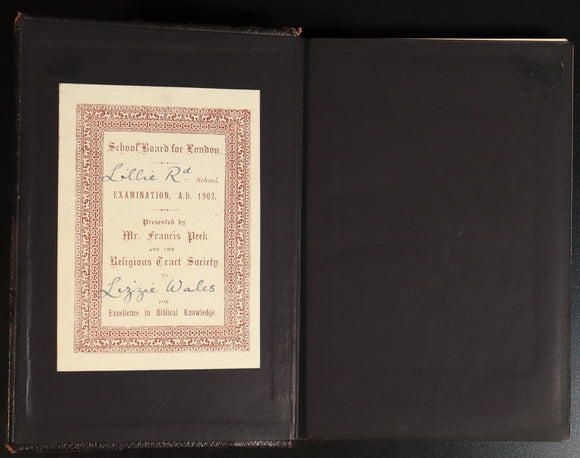 School Board for London.
Lillie Rd. School.
EXAMINATION, A.D. 1902.
Presented by
Mr. Francis Peek
AND THE
Religious Tract Society
TO
Lizzie Wales
FOR
Excellence in Biblical Knowledge.